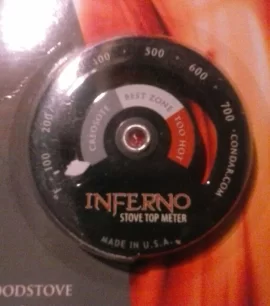 100 200 300 400 500 600 700 · CONDAR.COM
CREOSOTE BEST ZONE TOO HOT
INFERNO
STOVE TOP METER
MADE IN U.S.A.
OODSTOVE